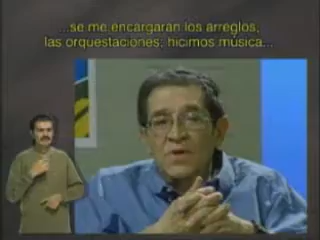 ...se me encargaran los arreglos,
las orquestaciones; hicimos música...